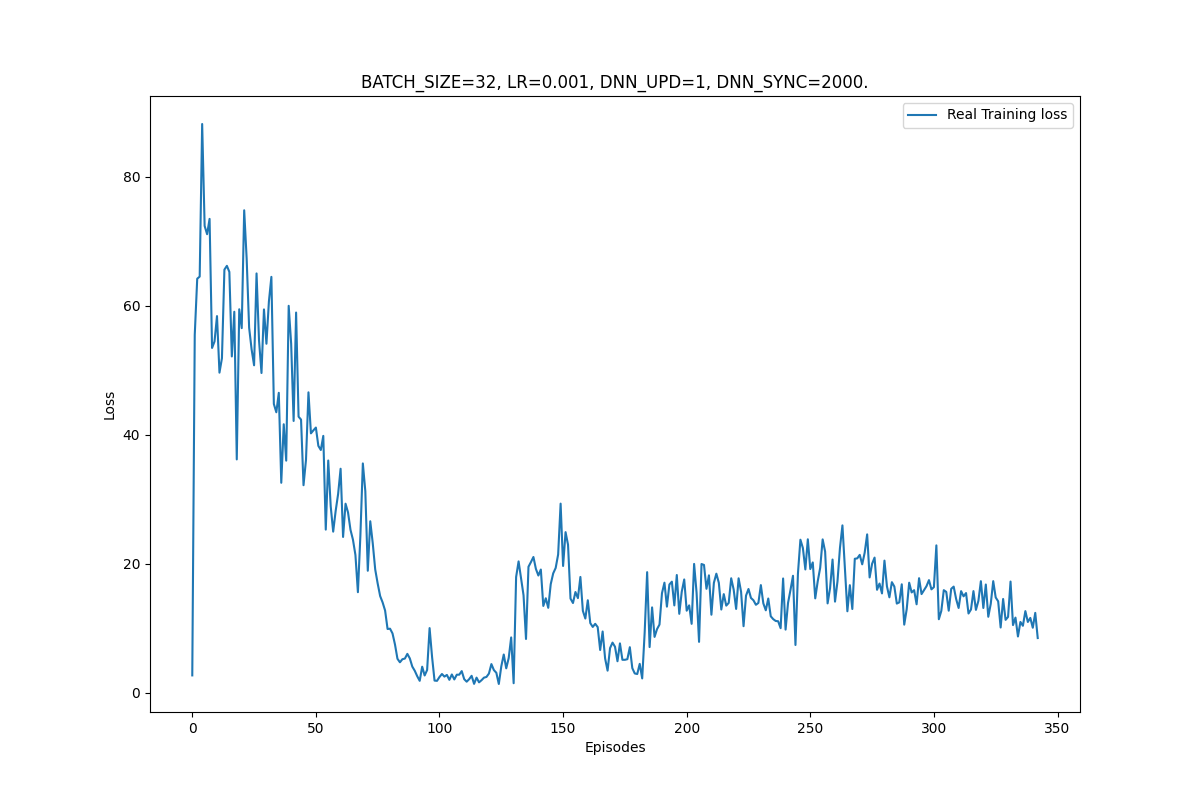 BATCH_SIZE=32, LR=0.001, DNN_UPD=1, DNN_SYNC=2000.
Real Training loss
80
60
40
20
0
Loss
0 50 100 150 200 250 300 350
Episodes